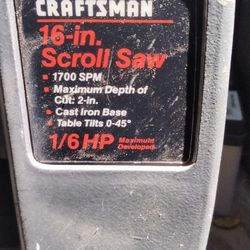 CRAFTSMAN
16-in.
Scroll Saw
▪ 1700 SPM
▪ Maximum Depth of
Cut: 2-in.
▪ Cast Iron Base
▪ Table Tilts 0-45°
1/6 HP Maximum
Developed